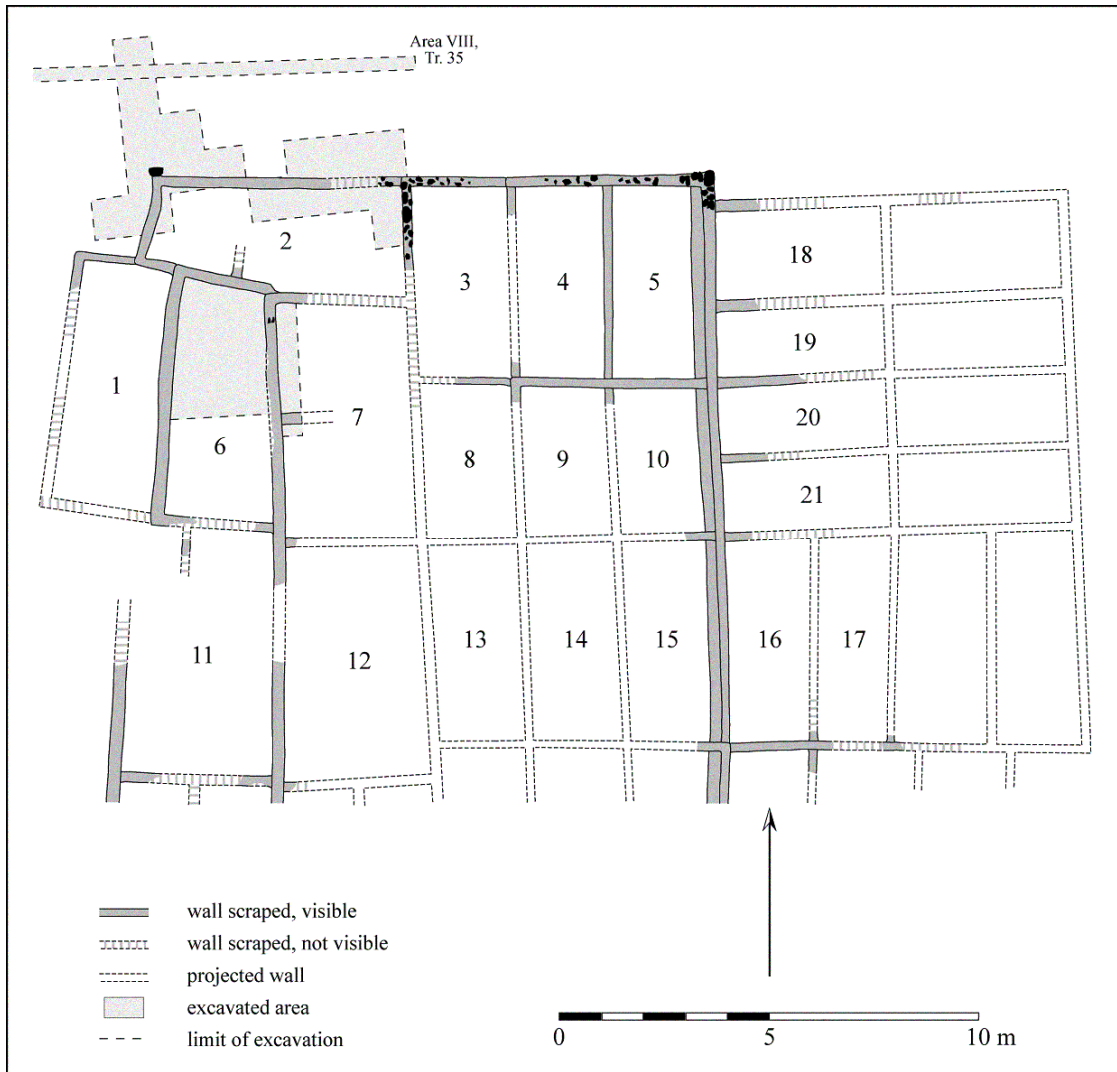 Area VIII,
Tr. 35
2
18
3
4
5
19
1
7
20
6
8
9
10
21
11
12
13
14
15
16
17
wall scraped, visible
wall scraped, not visible
projected wall
excavated area
limit of excavation
0
5
10 m